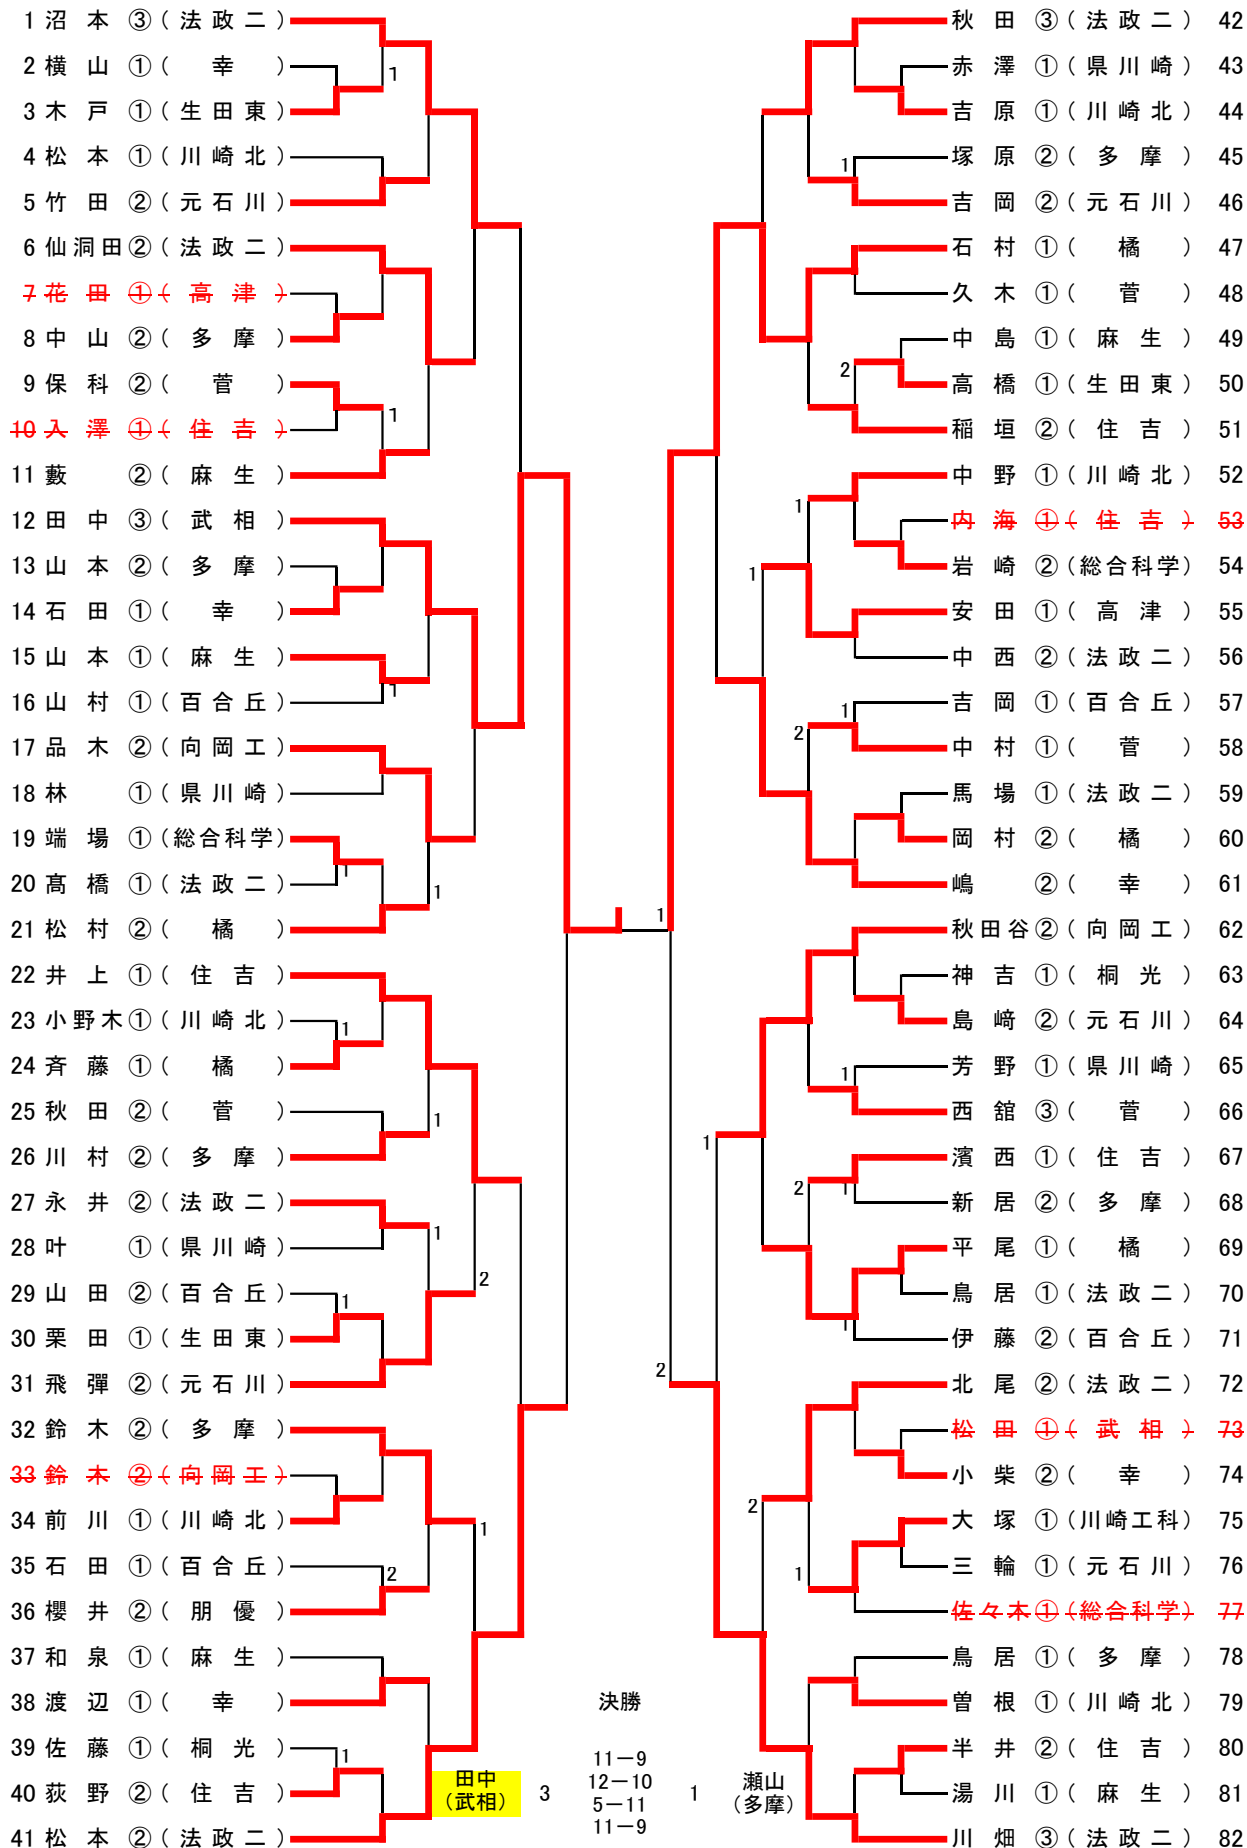 1 沼本 ③ (法政二)
2 横山 ① (幸)
3 木戸 ① (生田東)
4 松本 ① (川崎北)
5 竹田 ② (元石川)
6 仙洞田 ② (法政二)
7 花田 ① (高津)
8 中山 ② (多摩)
9 保科 ② (菅)
10 入澤 ① (住吉)
11 藪 ② (麻生)
12 田中 ③ (武相)
13 山本 ② (多摩)
14 石田 ① (幸)
15 山本 ① (麻生)
16 山村 ① (百合丘)
17 品木 ② (向岡工)
18 林 ① (県川崎)
19 端場 ① (総合科学)
20 髙橋 ① (法政二)
21 松村 ② (橘)
22 井上 ① (住吉)
23 小野木 ① (川崎北)
24 斉藤 ① (橘)
25 秋田 ② (菅)
26 川村 ② (多摩)
27 永井 ② (法政二)
28 叶 ① (県川崎)
29 山田 ② (百合丘)
30 栗田 ① (生田東)
31 飛彈 ② (元石川)
32 鈴木 ② (多摩)
33 鈴木 ② (向岡工)
34 前川 ① (川崎北)
35 石田 ① (百合丘)
36 櫻井 ② (朋優)
37 和泉 ① (麻生)
38 渡辺 ① (幸)
39 佐藤 ① (桐光)
40 荻野 ② (住吉)
41 松本 ② (法政二)
1
1
1
1
1
1
1
1
2
1
1
2
1
決勝
田中
(武相)
3
11－9
12－10
5－11
11－9
1
瀬山
(多摩)
1
2
1
2
1
1
1
2
1
2
1
1
2
1
2
1
秋田 ③ (法政二) 42
赤澤 ① (県川崎) 43
吉原 ① (川崎北) 44
塚原 ② (多摩) 45
吉岡 ② (元石川) 46
石村 ① (橘) 47
久木 ① (菅) 48
中島 ① (麻生) 49
高橋 ① (生田東) 50
稲垣 ② (住吉) 51
中野 ① (川崎北) 52
内海 ① (住吉) 53
岩崎 ② (総合科学) 54
安田 ① (高津) 55
中西 ② (法政二) 56
吉岡 ① (百合丘) 57
中村 ① (菅) 58
馬場 ① (法政二) 59
岡村 ② (橘) 60
嶋 ② (幸) 61
秋田谷 ② (向岡工) 62
神吉 ① (桐光) 63
島﨑 ② (元石川) 64
芳野 ① (県川崎) 65
西舘 ③ (菅) 66
濱西 ① (住吉) 67
新居 ② (多摩) 68
平尾 ① (橘) 69
鳥居 ① (法政二) 70
伊藤 ② (百合丘) 71
北尾 ② (法政二) 72
松田 ① (武相) 73
小柴 ② (幸) 74
大塚 ① (川崎工科) 75
三輪 ① (元石川) 76
佐々木 ① (総合科学) 77
鳥居 ① (多摩) 78
曽根 ① (川崎北) 79
半井 ② (住吉) 80
湯川 ① (麻生) 81
川畑 ③ (法政二) 82